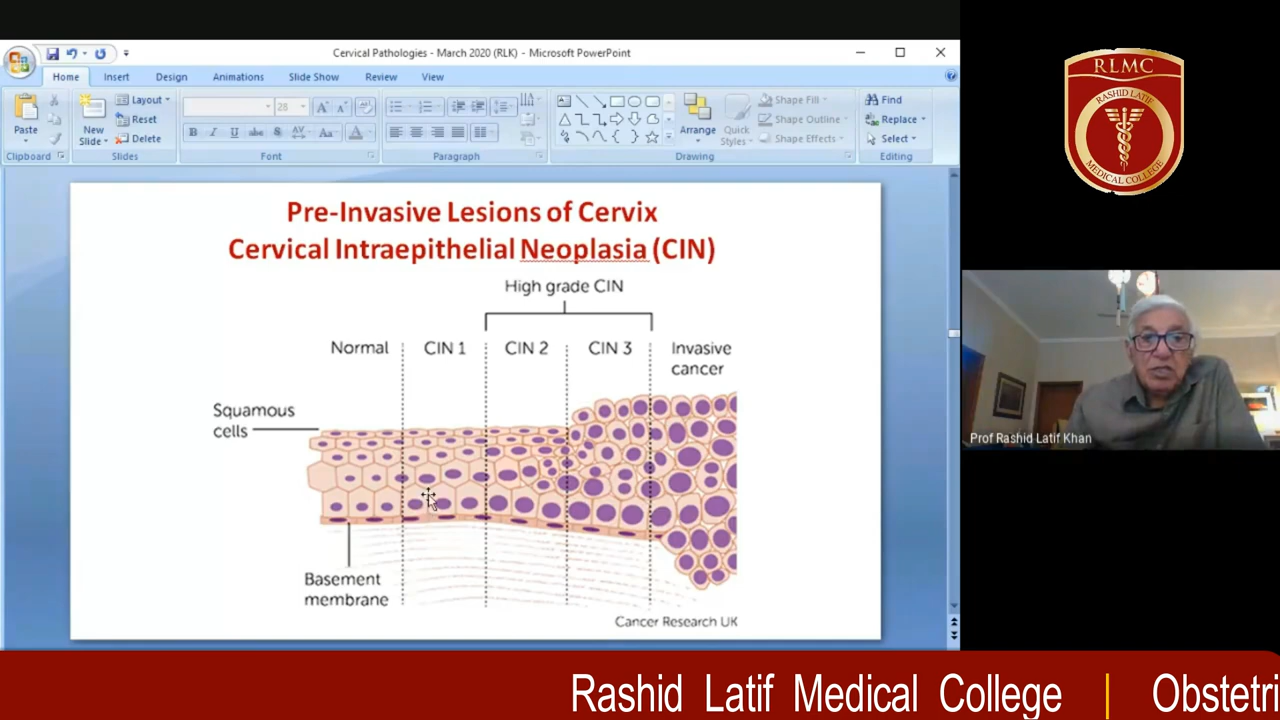 Cervical Pathologies - March 2020 (RLK) - Microsoft PowerPoint
Home Insert Design Animations Slide Show Review View
Paste
Clipboard
New Slide
Layout
Reset
Delete
Slides
28
B I U abe S AV Aa A
Font
Paragraph
Arrange
Quick Styles
Shape Fill
Shape Outline
Shape Effects
Drawing
Find
Replace
Select
Editing
Pre-Invasive Lesions of Cervix
Cervical Intraepithelial Neoplasia (CIN)
High grade CIN
Normal CIN 1 CIN 2 CIN 3 Invasive
cancer
Squamous
cells
Basement
membrane
Cancer Research UK
RLMC
RASHID LATIF
MEDICAL COLLEGE
Prof Rashid Latif Khan
Rashid Latif Medical College | Obstetri